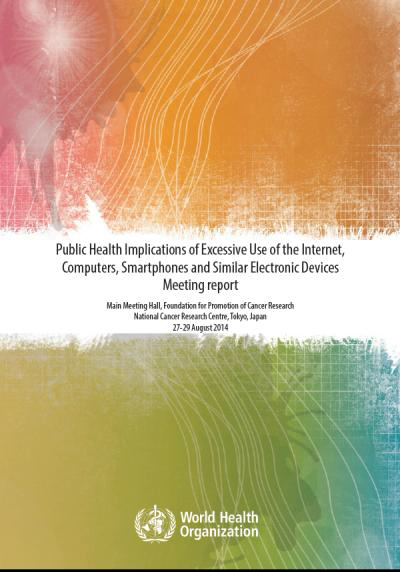 Public Health Implications of Excessive Use of the Internet,
Computers, Smartphones and Similar Electronic Devices
Meeting report
Main Meeting Hall, Foundation for Promotion of Cancer Research
National Cancer Research Centre, Tokyo, Japan
27-29 August 2014
World Health
Organization